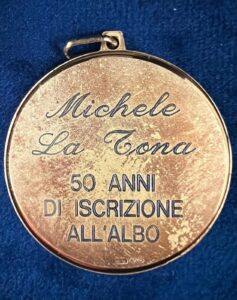 Michele
La Tona
50 ANNI
DI ISCRIZIONE
ALL'ALBO